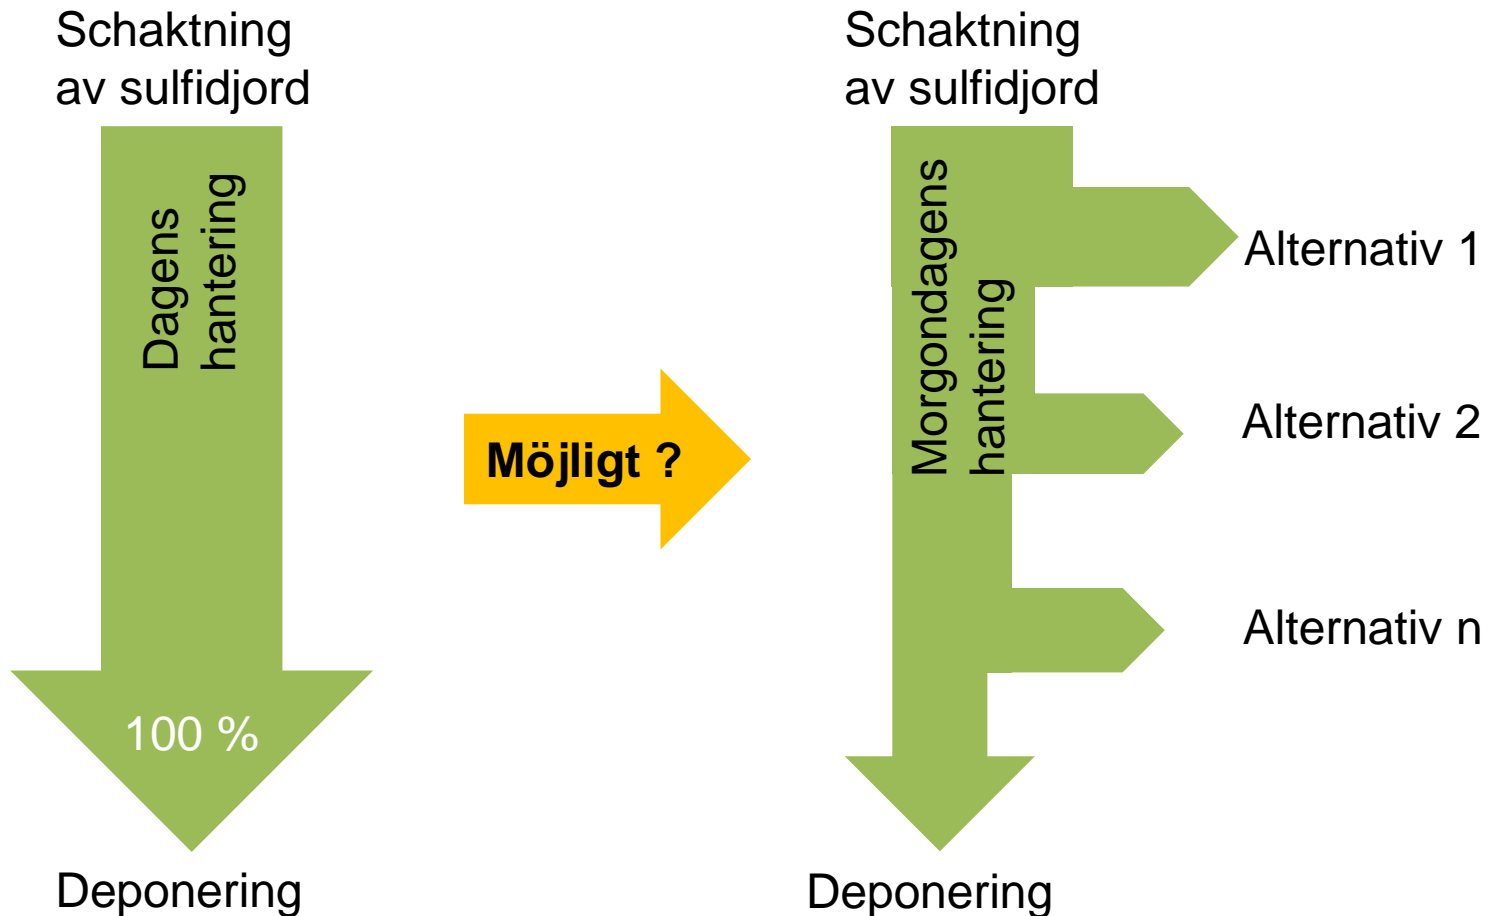 Schaktning
av sulfidjord
Dagens
hantering
100 %
Deponering
Möjligt ?
Schaktning
av sulfidjord
Morgondagens
hantering
Alternativ 1
Alternativ 2
Alternativ n
Deponering